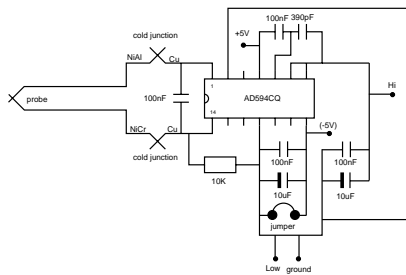 100nF 390pF
+5V
cold junction
NiAl
Cu
1
AD594CQ
14
100nF
probe
Hi
NiCr
Cu
cold junction
(-5V)
100nF
100nF
10K
10uF
10uF
jumper
Low ground